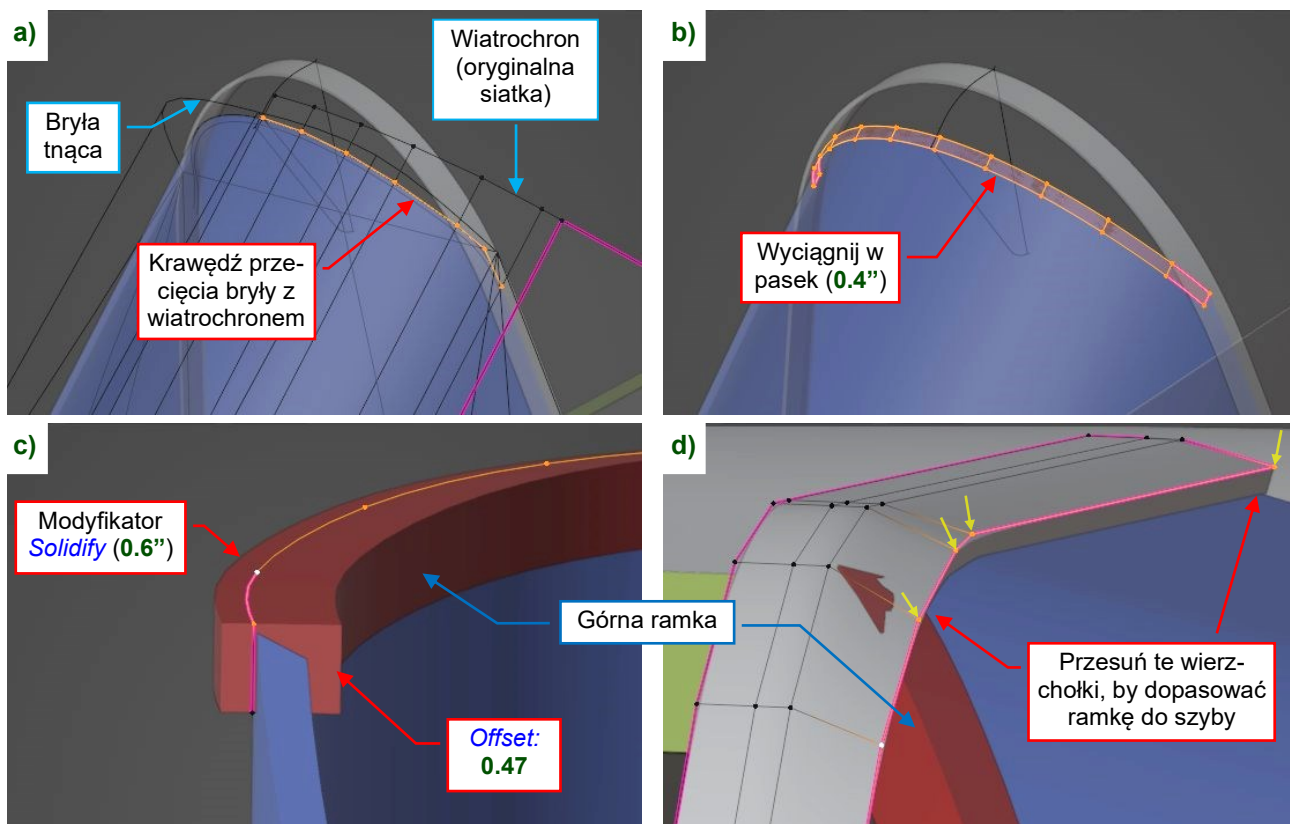 a)
Wiatrochron
(oryginalna
siatka)
Bryła
tnąca
Krawędź prze-
cięcia bryły z
wiatrochronem
b)
Wyciągnij w
pasek (0.4”)
c)
Modyfikator
Solidify (0.6”)
Górna ramka
Offset:
0.47
d)
Przesuń te wierz-
chołki, by dopasować
ramkę do szyby